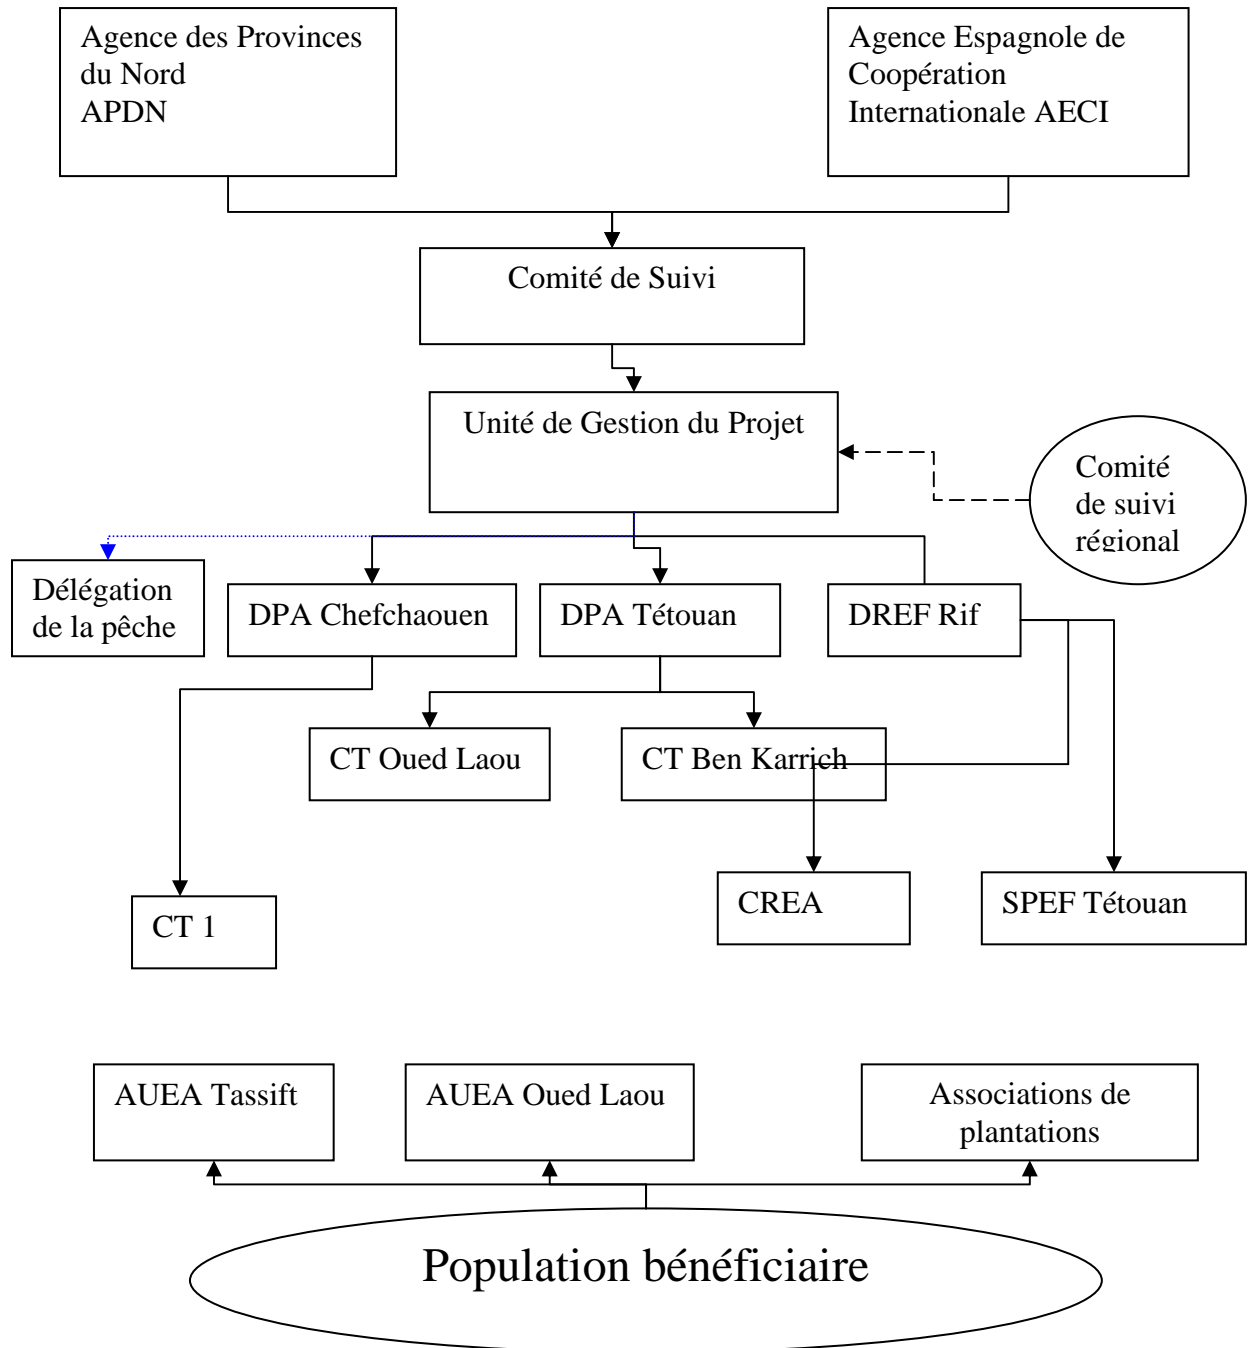 Agence des Provinces
du Nord
APDN
Agence Espagnole de
Coopération
Internationale AECI
Comité de Suivi
Unité de Gestion du Projet
Comité
de suivi
régional
Délégation
de la pêche
DPA Chefchaouen
DPA Tétouan
DREF Rif
CT Oued Laou
CT Ben Karrich
CT 1
CREA
SPEF Tétouan
AUEA Tassift
AUEA Oued Laou
Associations de
plantations
Population bénéficiaire